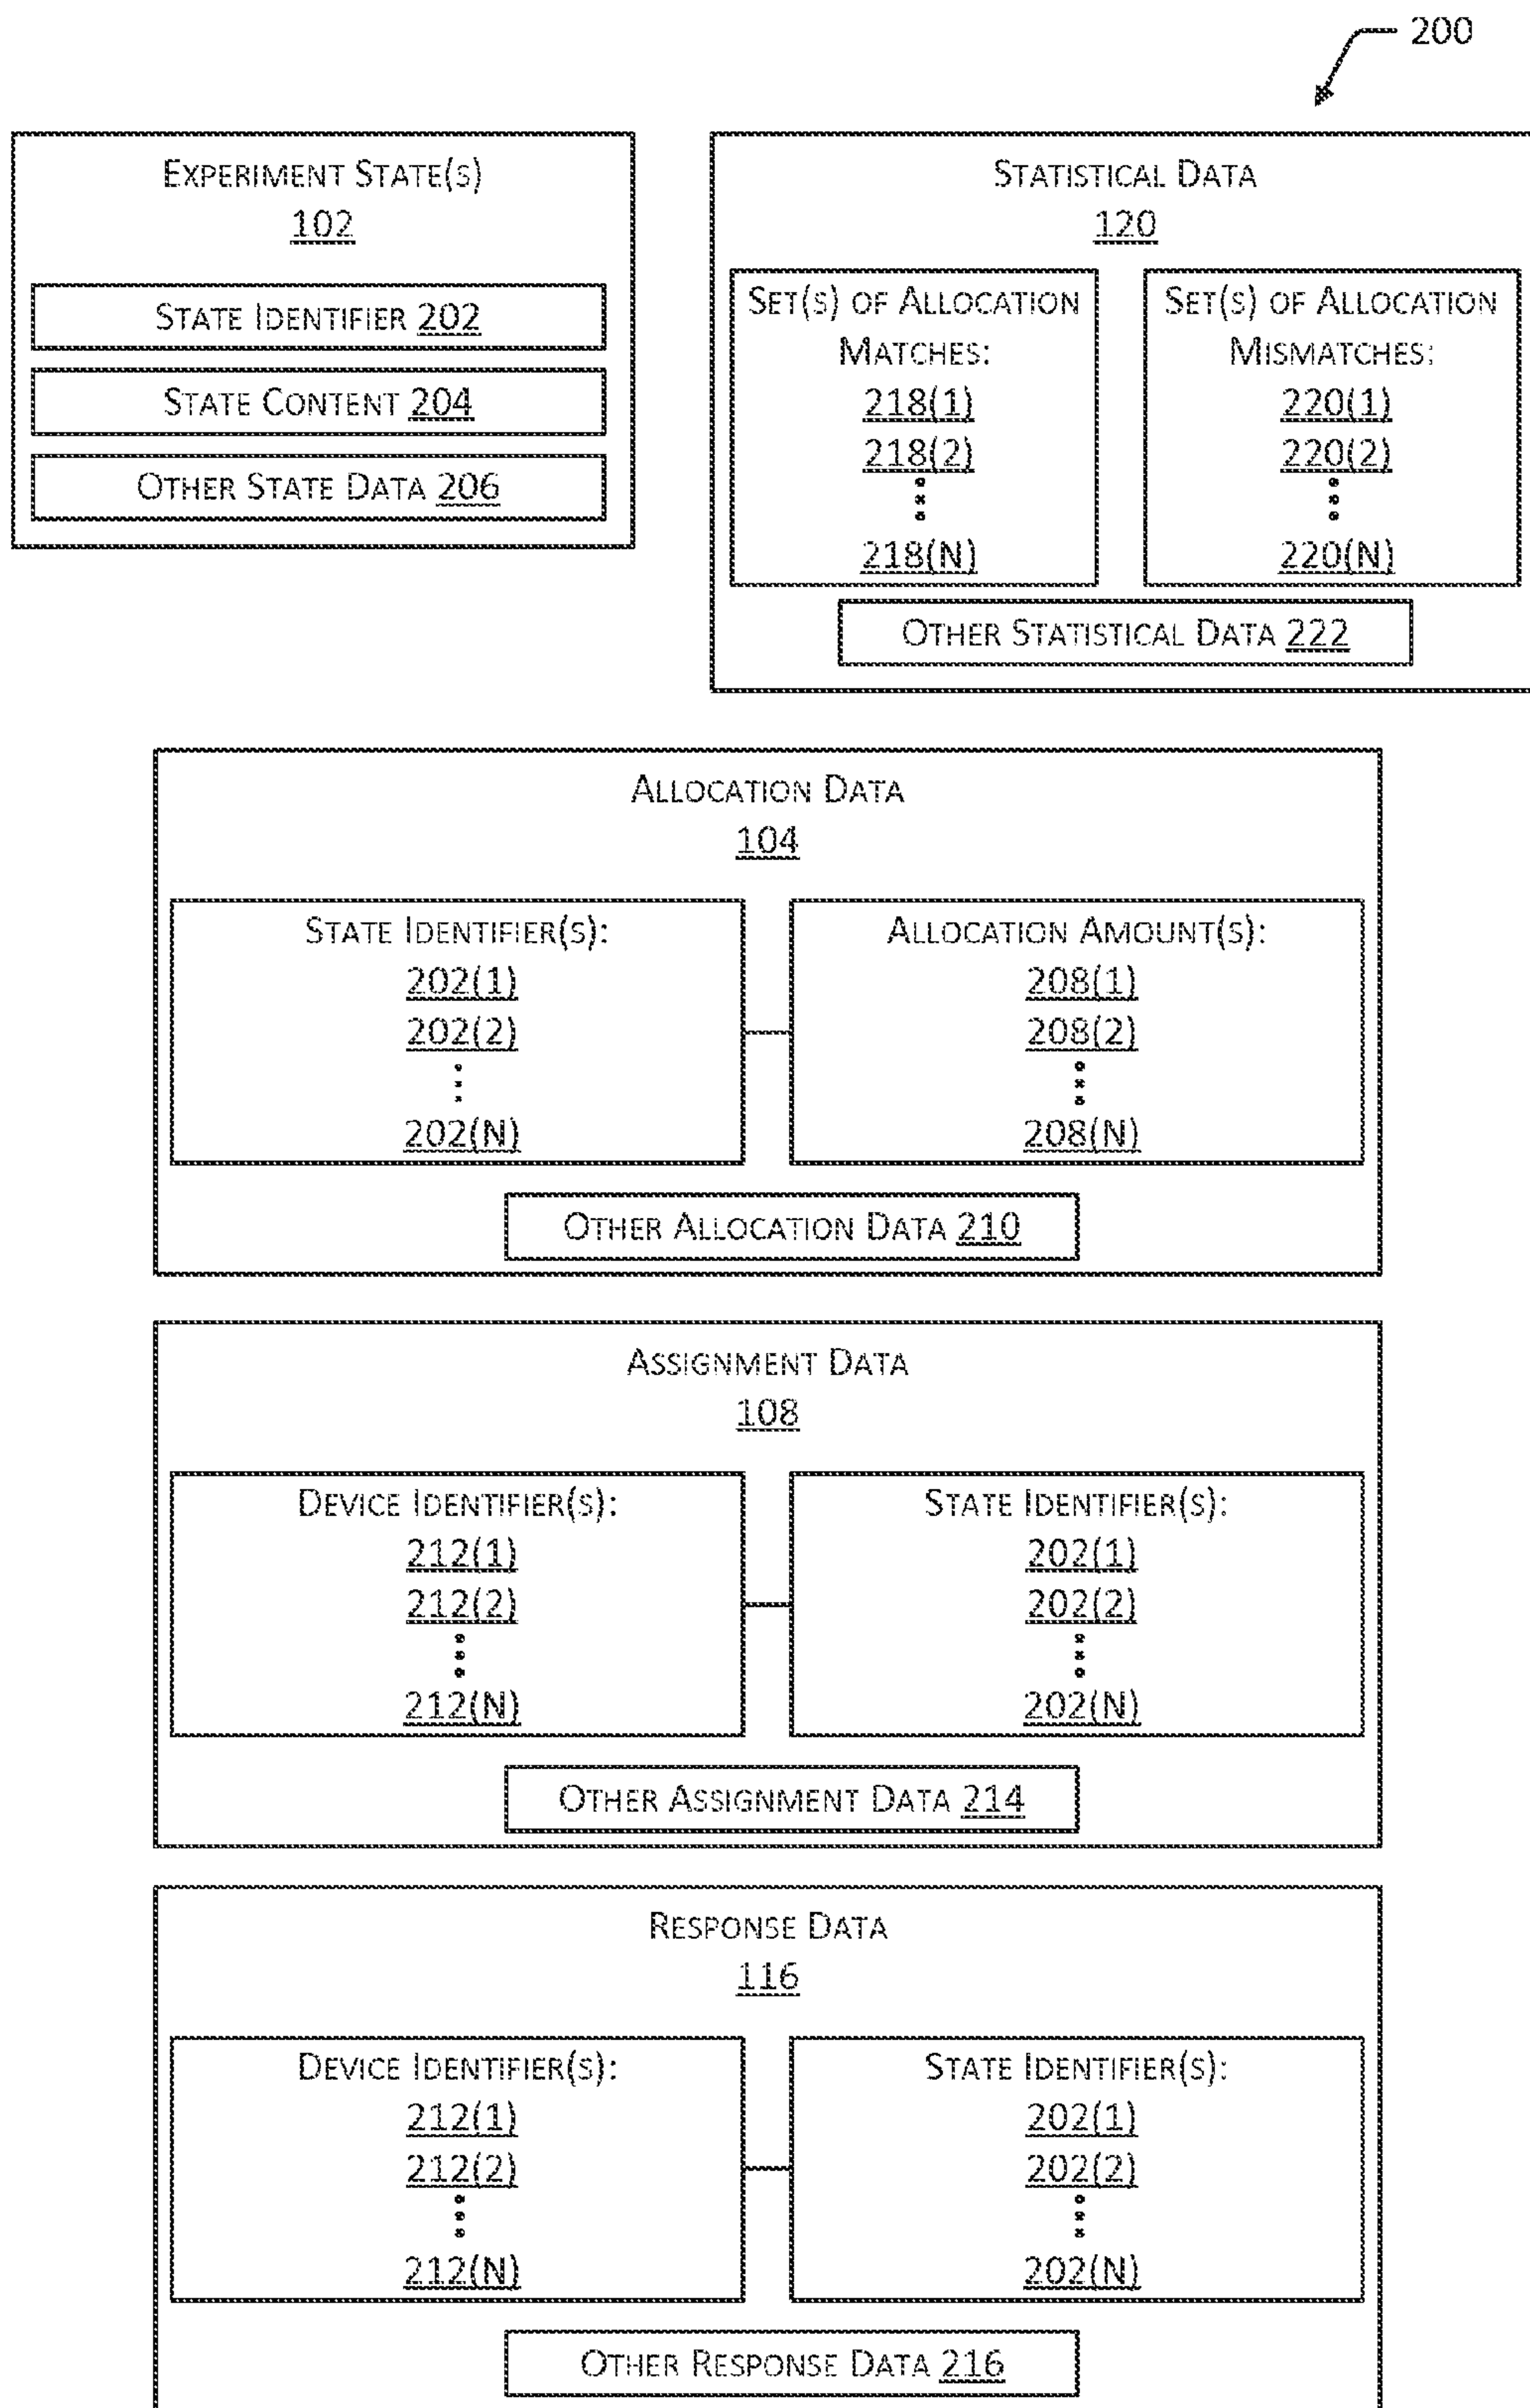 200
EXPERIMENT STATE(S)
102
STATE IDENTIFIER 202
STATE CONTENT 204
OTHER STATE DATA 206
STATISTICAL DATA
120
SET(S) OF ALLOCATION
MATCHES:
218(1)
218(2)
218(N)
SET(S) OF ALLOCATION
MISMATCHES:
220(1)
220(2)
220(N)
OTHER STATISTICAL DATA 222
ALLOCATION DATA
104
STATE IDENTIFIER(S):
202(1)
202(2)
202(N)
ALLOCATION AMOUNT(S):
208(1)
208(2)
208(N)
OTHER ALLOCATION DATA 210
ASSIGNMENT DATA
108
DEVICE IDENTIFIER(S):
212(1)
212(2)
212(N)
STATE IDENTIFIER(S):
202(1)
202(2)
202(N)
OTHER ASSIGNMENT DATA 214
RESPONSE DATA
116
DEVICE IDENTIFIER(S):
212(1)
212(2)
212(N)
STATE IDENTIFIER(S):
202(1)
202(2)
202(N)
OTHER RESPONSE DATA 216